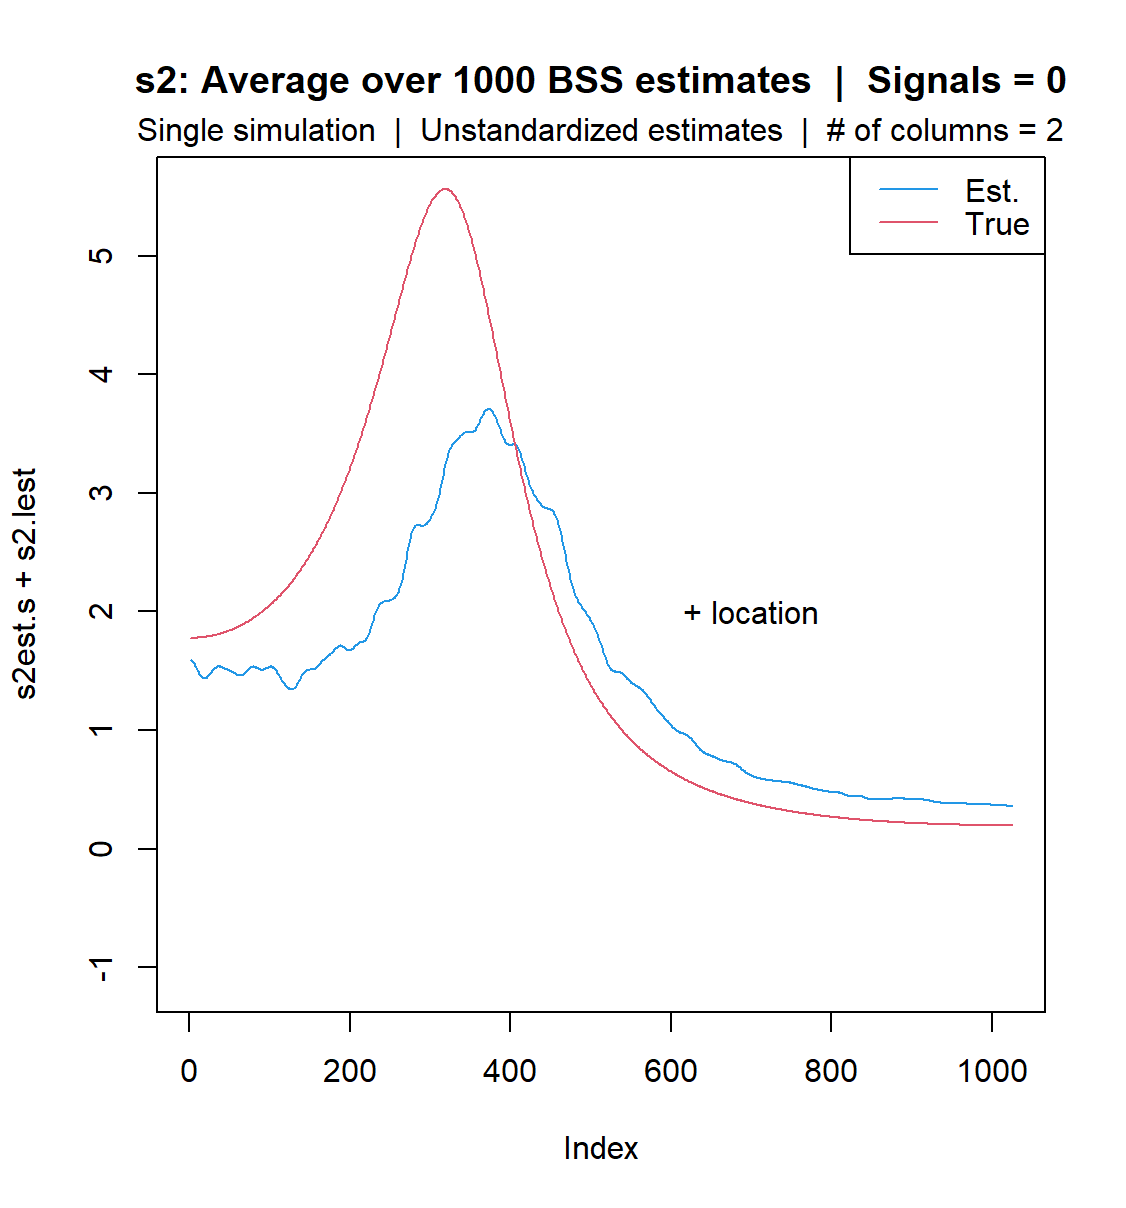 s2: Average over 1000 BSS estimates | Signals = 0
Single simulation | Unstandardized estimates | # of columns = 2
Est.
True
5
4
3
2
1
0
-1
s2est.s + s2.lest
+ location
0 200 400 600 800 1000
Index